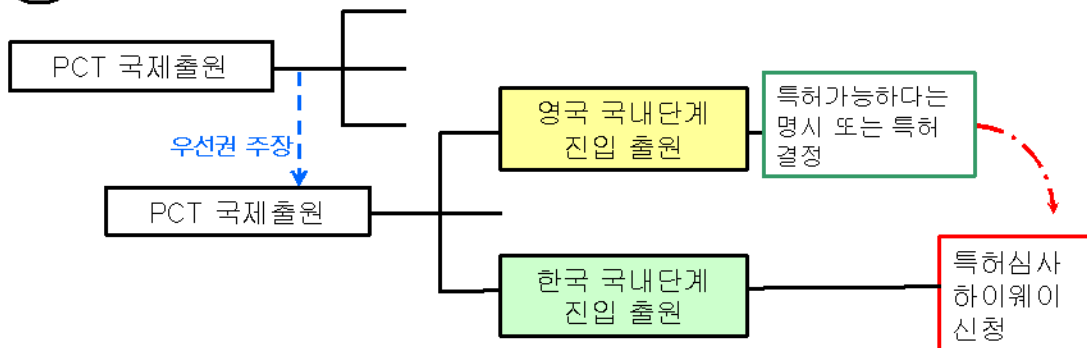 PCT 국제출원
우선권 주장
PCT 국제출원
영국 국내단계
진입 출원
특허가능하다는
명시 또는 특허
결정
한국 국내단계
진입 출원
특허심사
하이웨이
신청